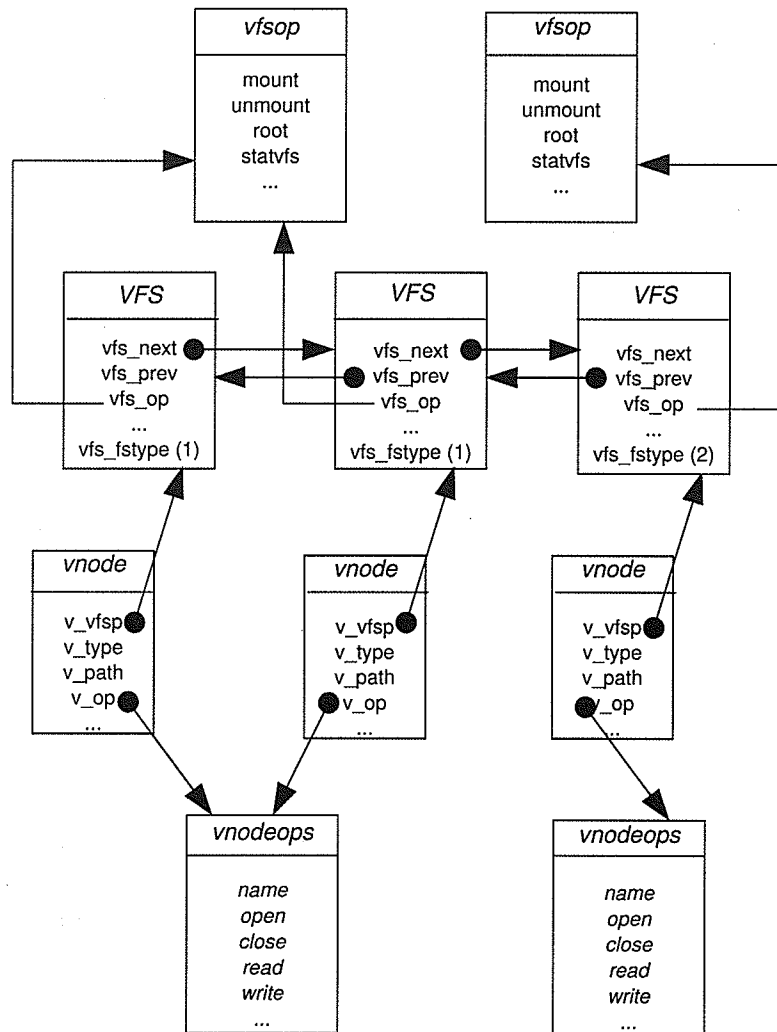 vfsop
mount
unmount
root
statvfs
...
vfsop
mount
unmount
root
statvfs
...
VFS
vfs_next
vfs_prev
vfs_op
...
vfs_fstype (1)
VFS
vfs_next
vfs_prev
vfs_op
...
vfs_fstype (1)
VFS
vfs_next
vfs_prev
vfs_op
...
vfs_fstype (2)
vnode
v_vfsp
v_type
v_path
v_op
...
vnode
v_vfsp
v_type
v_path
v_op
...
vnode
v_vfsp
v_type
v_path
v_op
...
vnodeops
name
open
close
read
write
...
vnodeops
name
open
close
read
write
...